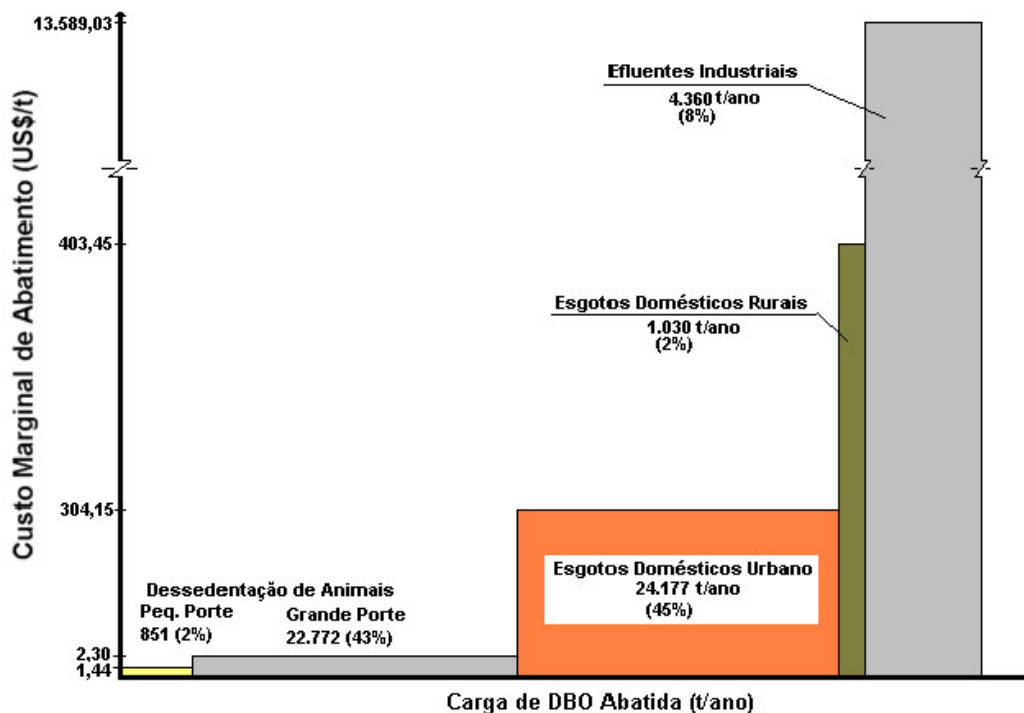 13.589,03
Efluentes Industriais
4.360 t/ano
(8%)
Custo Marginal de Abatimento (US$/t)
403,45
Esgotos Domésticos Rurais
1.030 t/ano
(2%)
304,15
Esgotos Domésticos Urbano
24.177 t/ano
(45%)
Dessedentação de Animais
Peq. Porte
851 (2%)
Grande Porte
22.772 (43%)
2,30
1,44
Carga de DBO Abatida (t/ano)